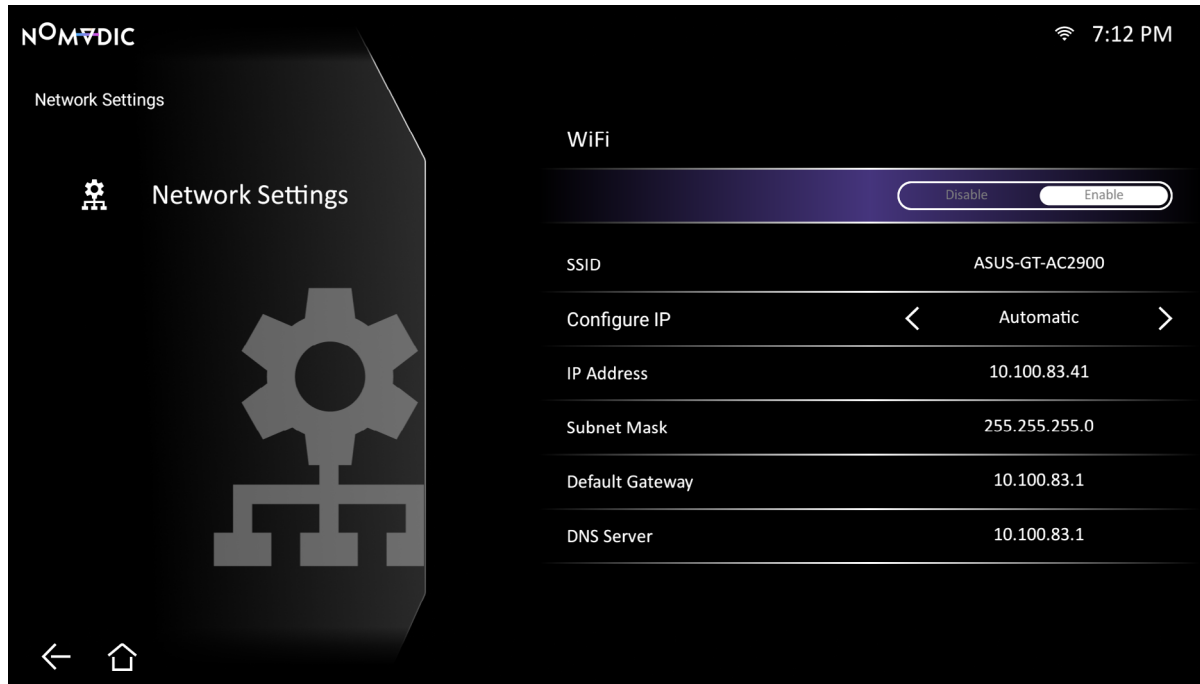 NOMADIC
7:12 PM
Network Settings
Network Settings
WiFi
Disable Enable
SSID ASUS-GT-AC2900
Configure IP Automatic
IP Address 10.100.83.41
Subnet Mask 255.255.255.0
Default Gateway 10.100.83.1
DNS Server 10.100.83.1